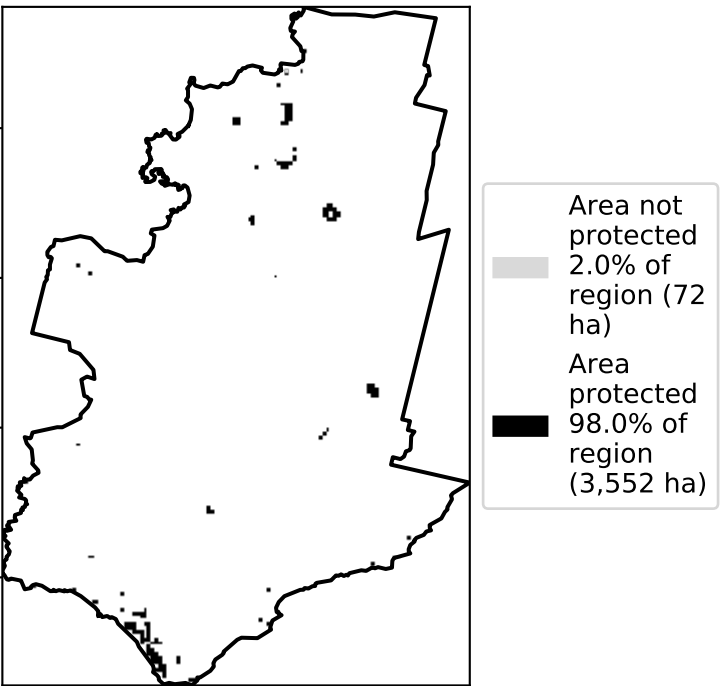 Area not
protected
2.0% of
region (72
ha)
Area
protected
98.0% of
region
(3,552 ha)